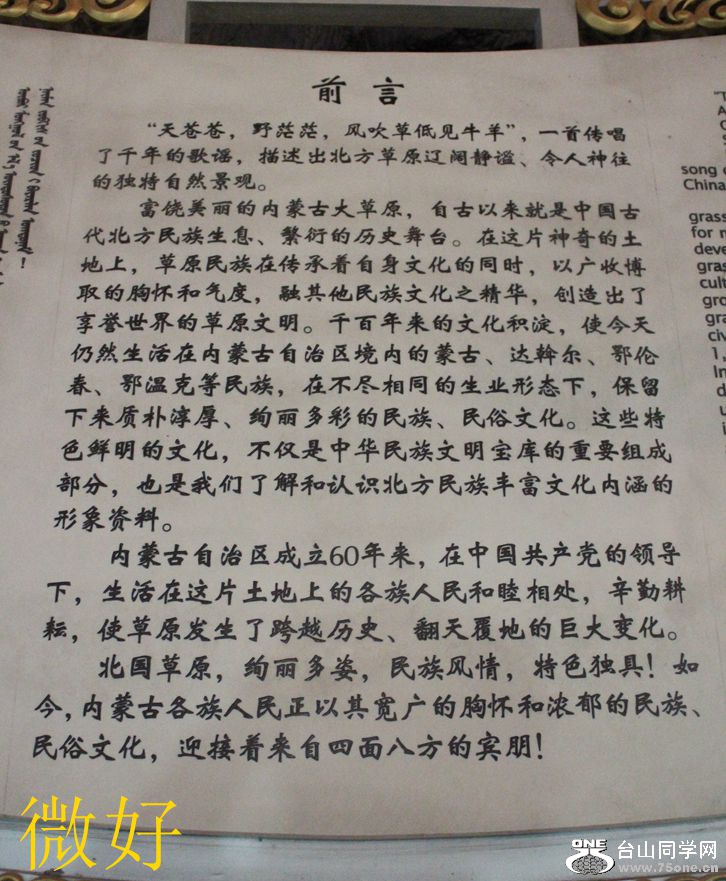 前言
“天苍苍，野茫茫，风吹草低见牛羊”，一首传唱
了千年的歌谣，描述出北方草原辽阔静谧、令人神往
的独特自然景观。
富饶美丽的内蒙古大草原，自古以来就是中国古
代北方民族生息、繁衍的历史舞台。在这片神奇的土
地上，草原民族在传承着自身文化的同时，以广收博
取的胸怀和气度，融其他民族文化之精华，创造出了
享誉世界的草原文明。千百年来的文化积淀，使今天
仍然生活在内蒙古自治区境内的蒙古、达斡尔、鄂伦
春、鄂温克等民族，在不尽相同的生业形态下，保留
下来质朴淳厚、绚丽多彩的民族、民俗文化。这些特
色鲜明的文化，不仅是中华民族文明宝库的重要组成
部分，也是我们了解和认识北方民族丰富文化内涵的
形象资料。
内蒙古自治区成立60年来，在中国共产党的领导
下，生活在这片土地上的各族人民和睦相处，辛勤耕
耘，使草原发生了跨越历史、翻天覆地的巨大变化。
北国草原，绚丽多姿，民族风情，特色独具！如
今，内蒙古各族人民正以其宽广的胸怀和浓郁的民族、
民俗文化，迎接着来自四面八方的宾朋！
song
China
grass
for
deve
gras
cult
gro
gra
civ
1,
In
微好
ONE
台山同学网
www.75one.cn